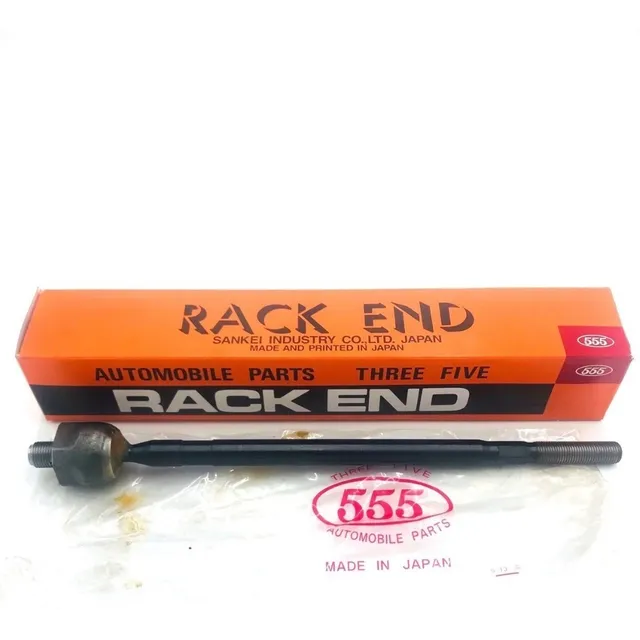 RACK END
SANKEI INDUSTRY CO.,LTD. JAPAN
MADE AND PRINTED IN JAPAN
555
AUTOMOBILE PARTS THREE FIVE
555
RACK END
THREE FIVE
555
AUTOMOBILE PARTS
MADE IN JAPAN